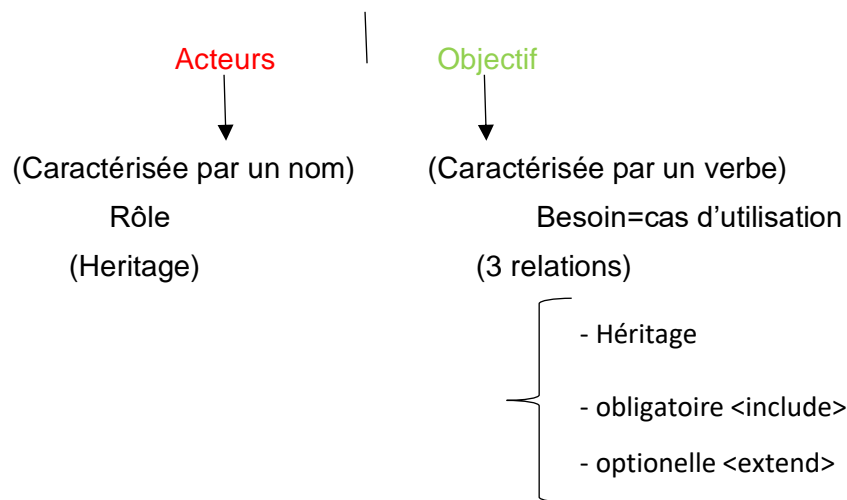 Acteurs Objectif
(Caractérisée par un nom) (Caractérisée par un verbe)
Rôle Besoin=cas d’utilisation
(Heritage) (3 relations)
- Héritage
- obligatoire <include>
- optionelle <extend>